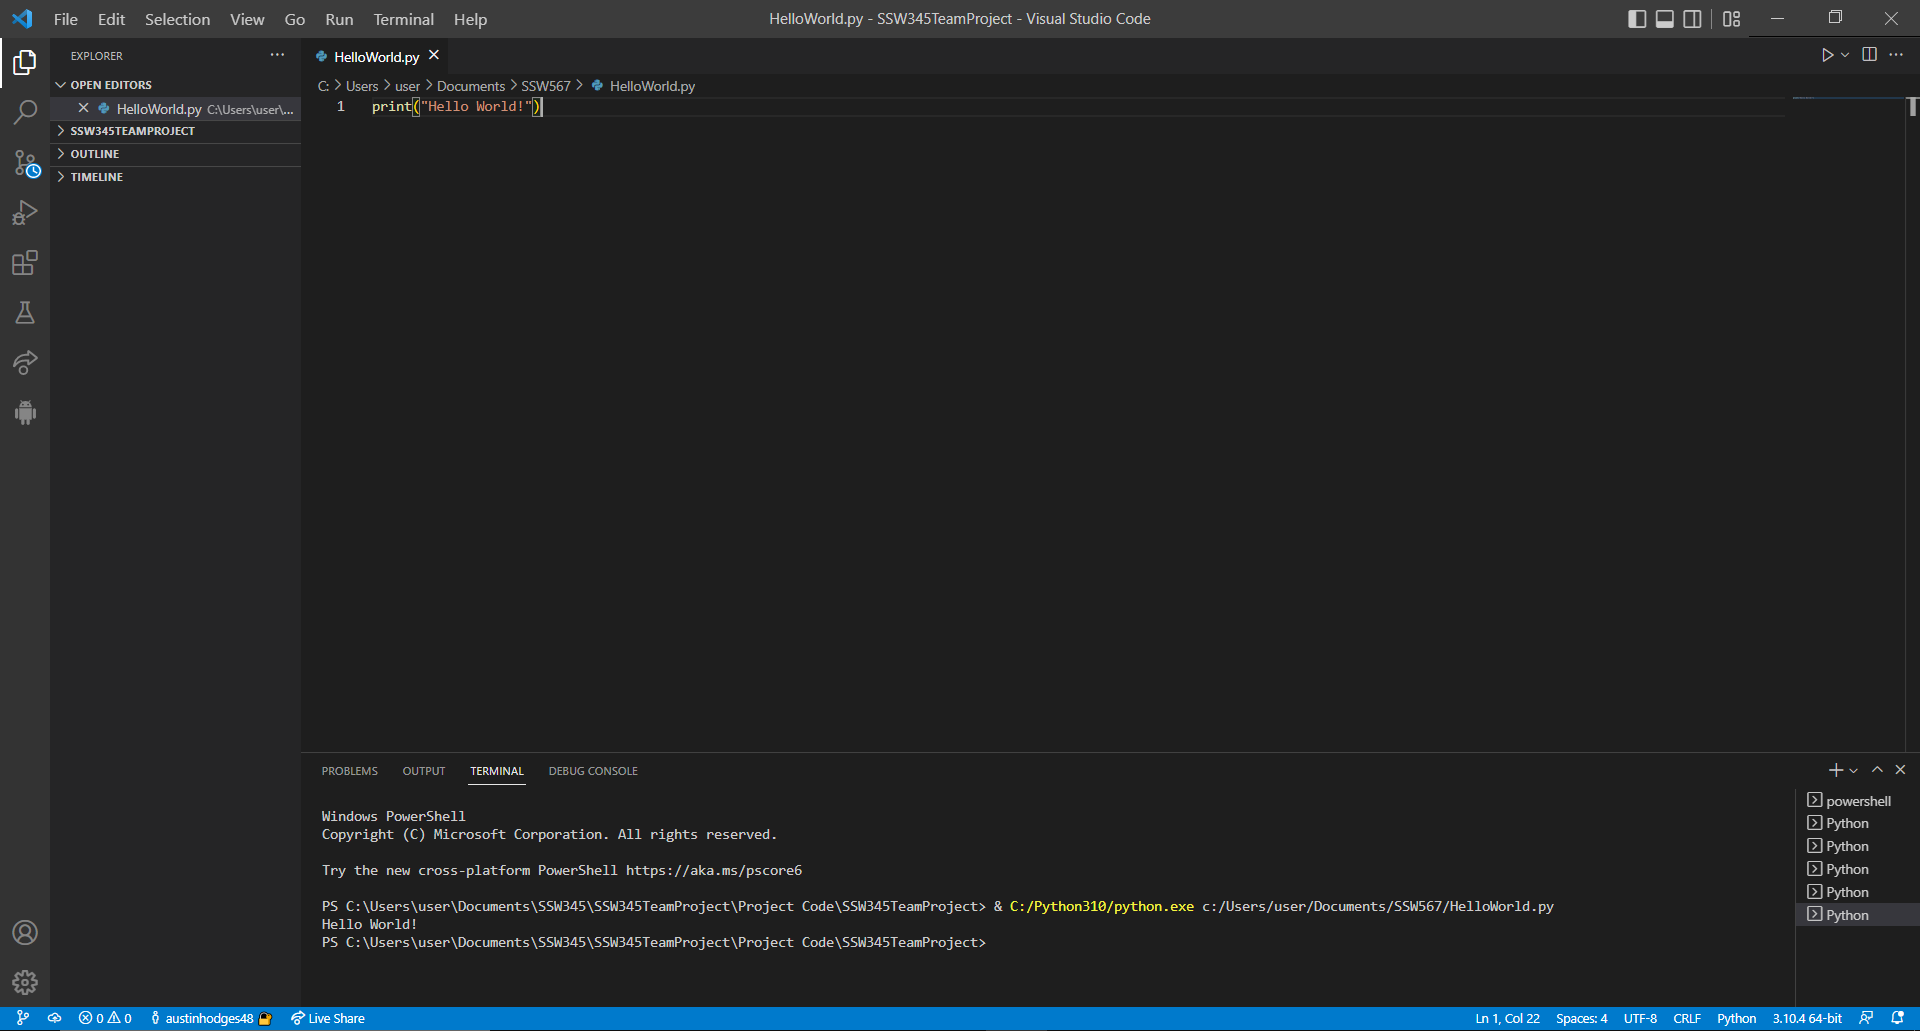 File Edit Selection View Go Run Terminal Help
HelloWorld.py - SSW345TeamProject - Visual Studio Code
EXPLORER
OPEN EDITORS
HelloWorld.py C:\Users\user\...
SSW345TEAMPROJECT
OUTLINE
TIMELINE
HelloWorld.py
C: > Users > user > Documents > SSW567 > HelloWorld.py
1 print("Hello World!")
PROBLEMS OUTPUT TERMINAL DEBUG CONSOLE
Windows PowerShell
Copyright (C) Microsoft Corporation. All rights reserved.
Try the new cross-platform PowerShell https://aka.ms/pscore6
PS C:\Users\user\Documents\SSW345\SSW345TeamProject\Project Code\SSW345TeamProject> & C:/Python310/python.exe c:/Users/user/Documents/SSW567/HelloWorld.py
Hello World!
PS C:\Users\user\Documents\SSW345\SSW345TeamProject\Project Code\SSW345TeamProject>
powershell
Python
Python
Python
Python
Python
0 0 austinhodges48 Live Share
Ln 1, Col 22 Spaces: 4 UTF-8 CRLF Python 3.10.4 64-bit